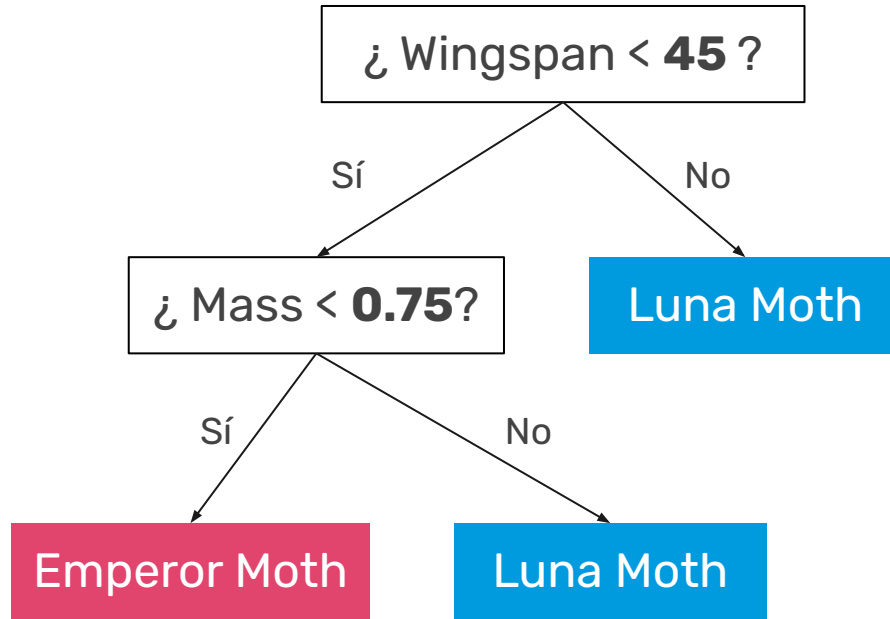 ¿ Wingspan < 45 ?
Sí
No
¿ Mass < 0.75?
Luna Moth
Sí
No
Emperor Moth
Luna Moth